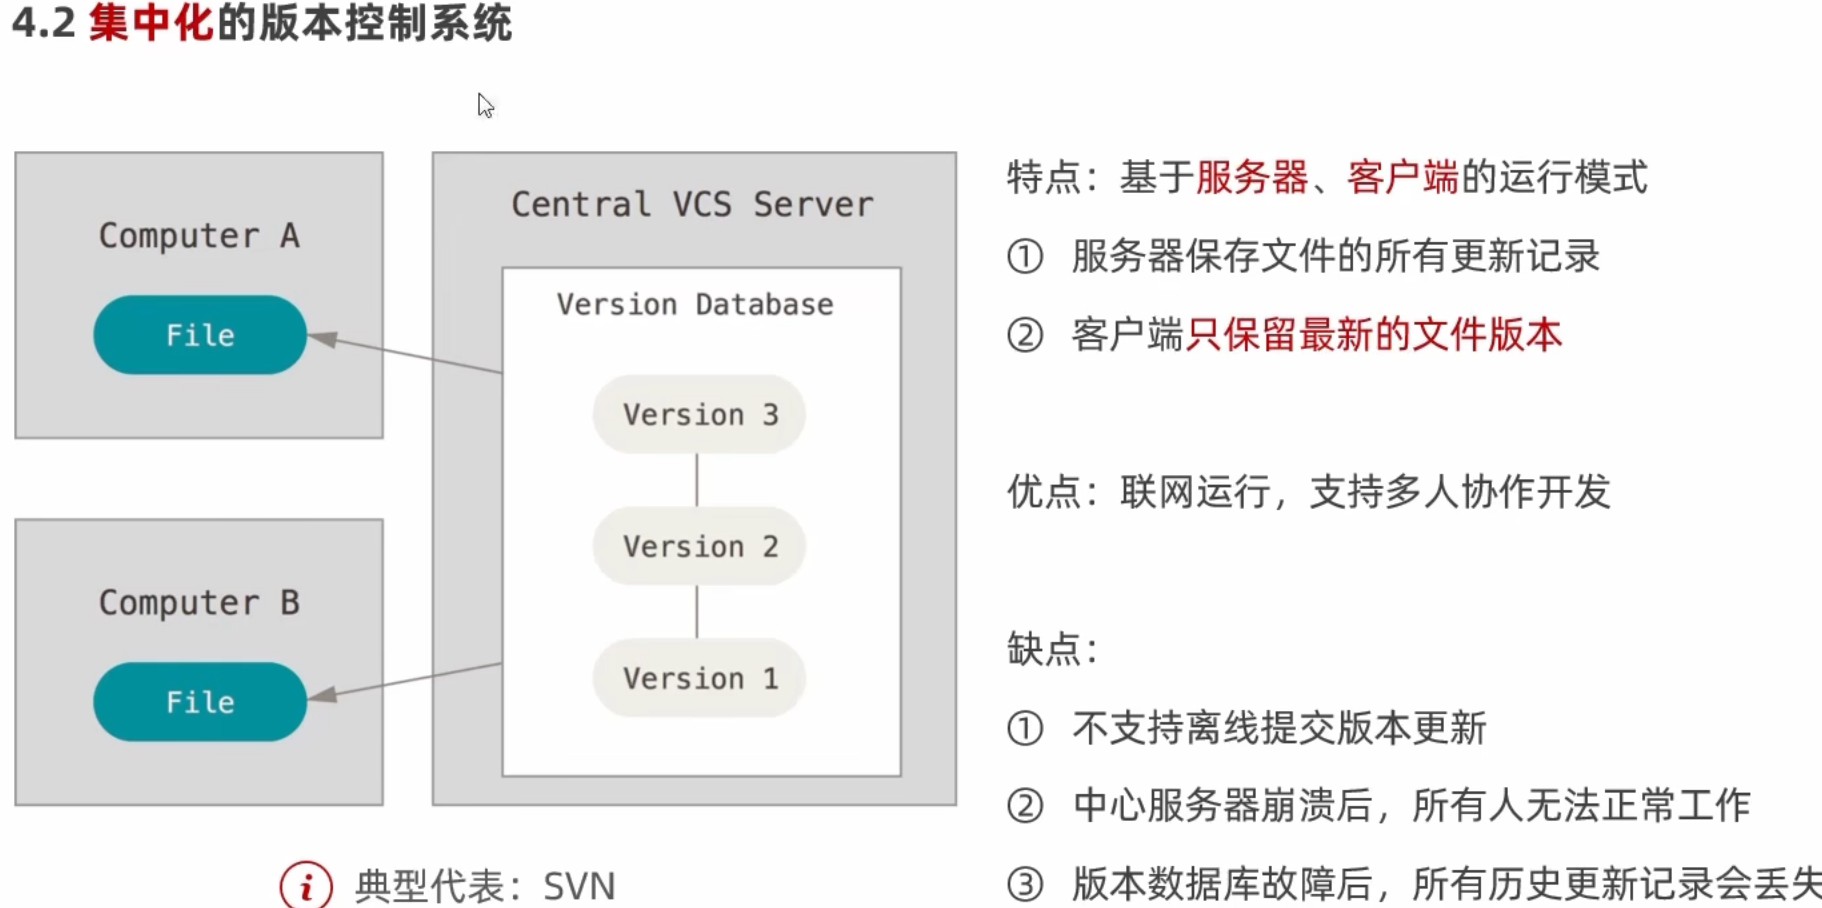 4.2 集中化的版本控制系统
Computer A
File
Computer B
File
Central VCS Server
Version Database
Version 3
Version 2
Version 1
典型代表：SVN
特点：基于服务器、客户端的运行模式
① 服务器保存文件的所有更新记录
② 客户端只保留最新的文件版本
优点：联网运行，支持多人协作开发
缺点：
① 不支持离线提交版本更新
② 中心服务器崩溃后，所有人无法正常工作
③ 版本数据库故障后，所有历史更新记录会丢失